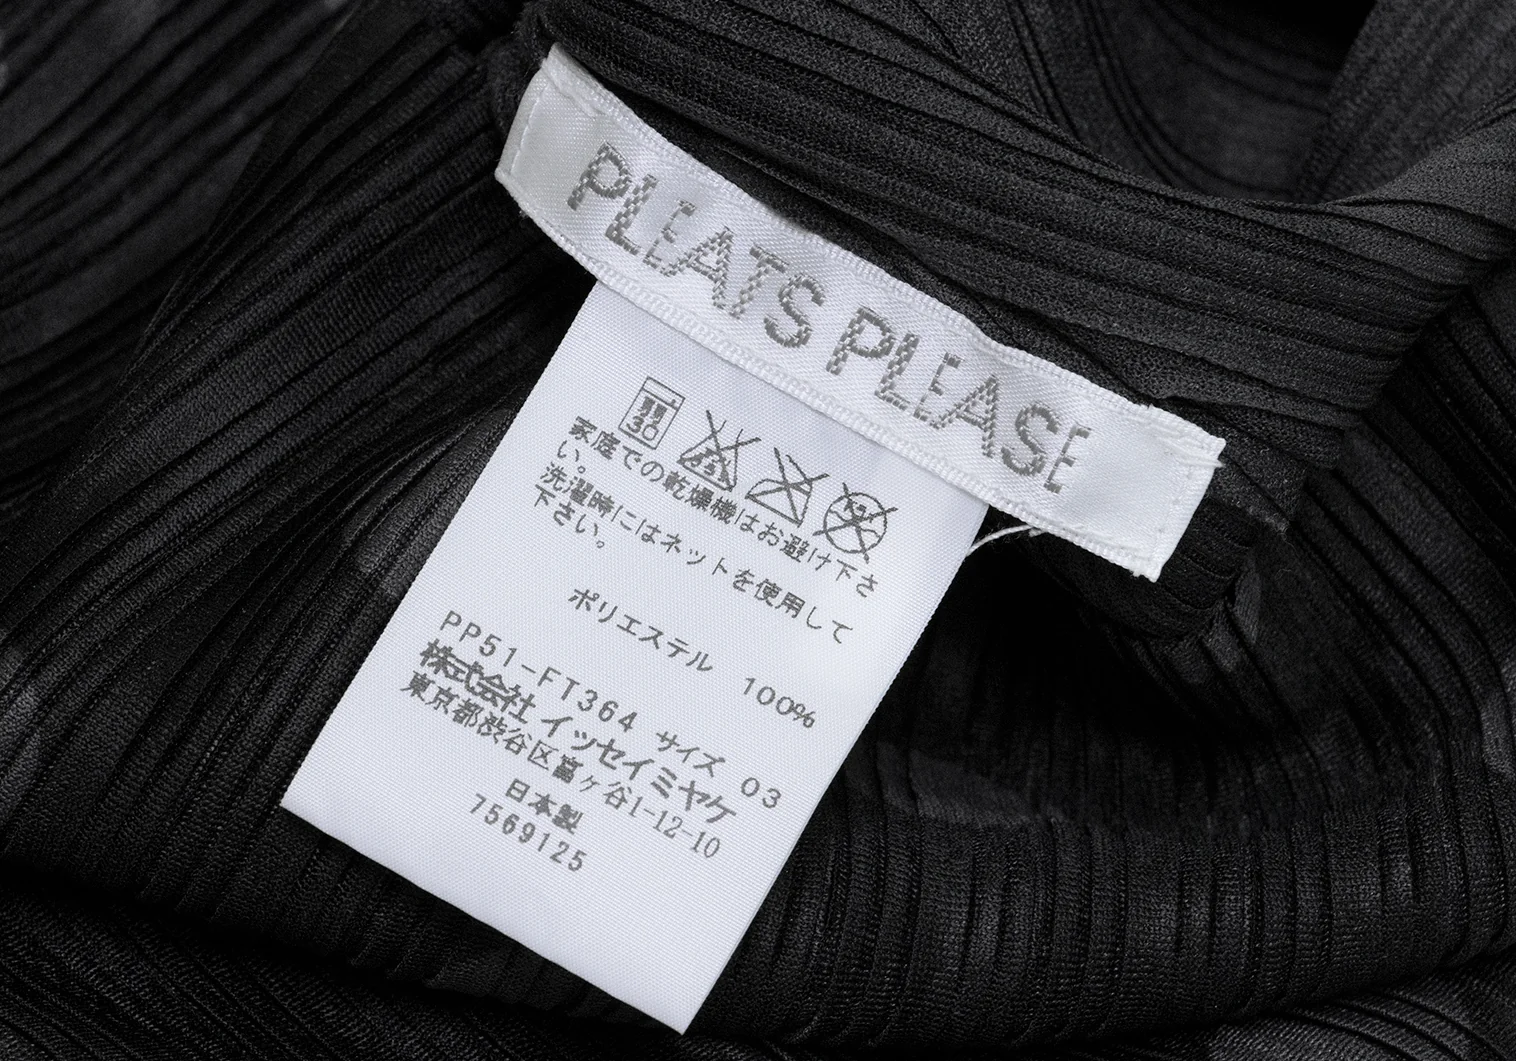 PLEATS PLEASE
弱
30
家庭での乾燥機はお避け下さ
い。
洗濯時にはネットを使用して
下さい。
ポリエステル 100%
PP51-FT364 サイズ 03
株式会社 イッセイミヤケ
東京都渋谷区富ヶ谷1-12-10
日本製
7569125